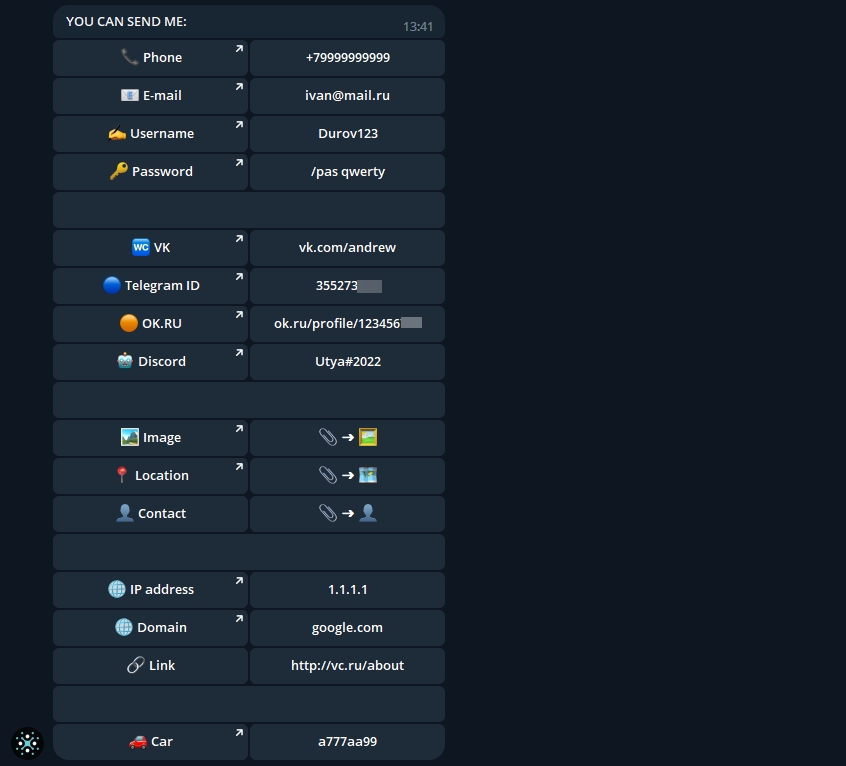 YOU CAN SEND ME:
13:41
Phone +79999999999
E-mail ivan@mail.ru
Username Durov123
Password /pas qwerty
VK vk.com/andrew
Telegram ID 355273
OK.RU ok.ru/profile/123456
Discord Utya#2022
Image
Location
Contact
IP address 1.1.1.1
Domain google.com
Link http://vc.ru/about
Car a777aa99